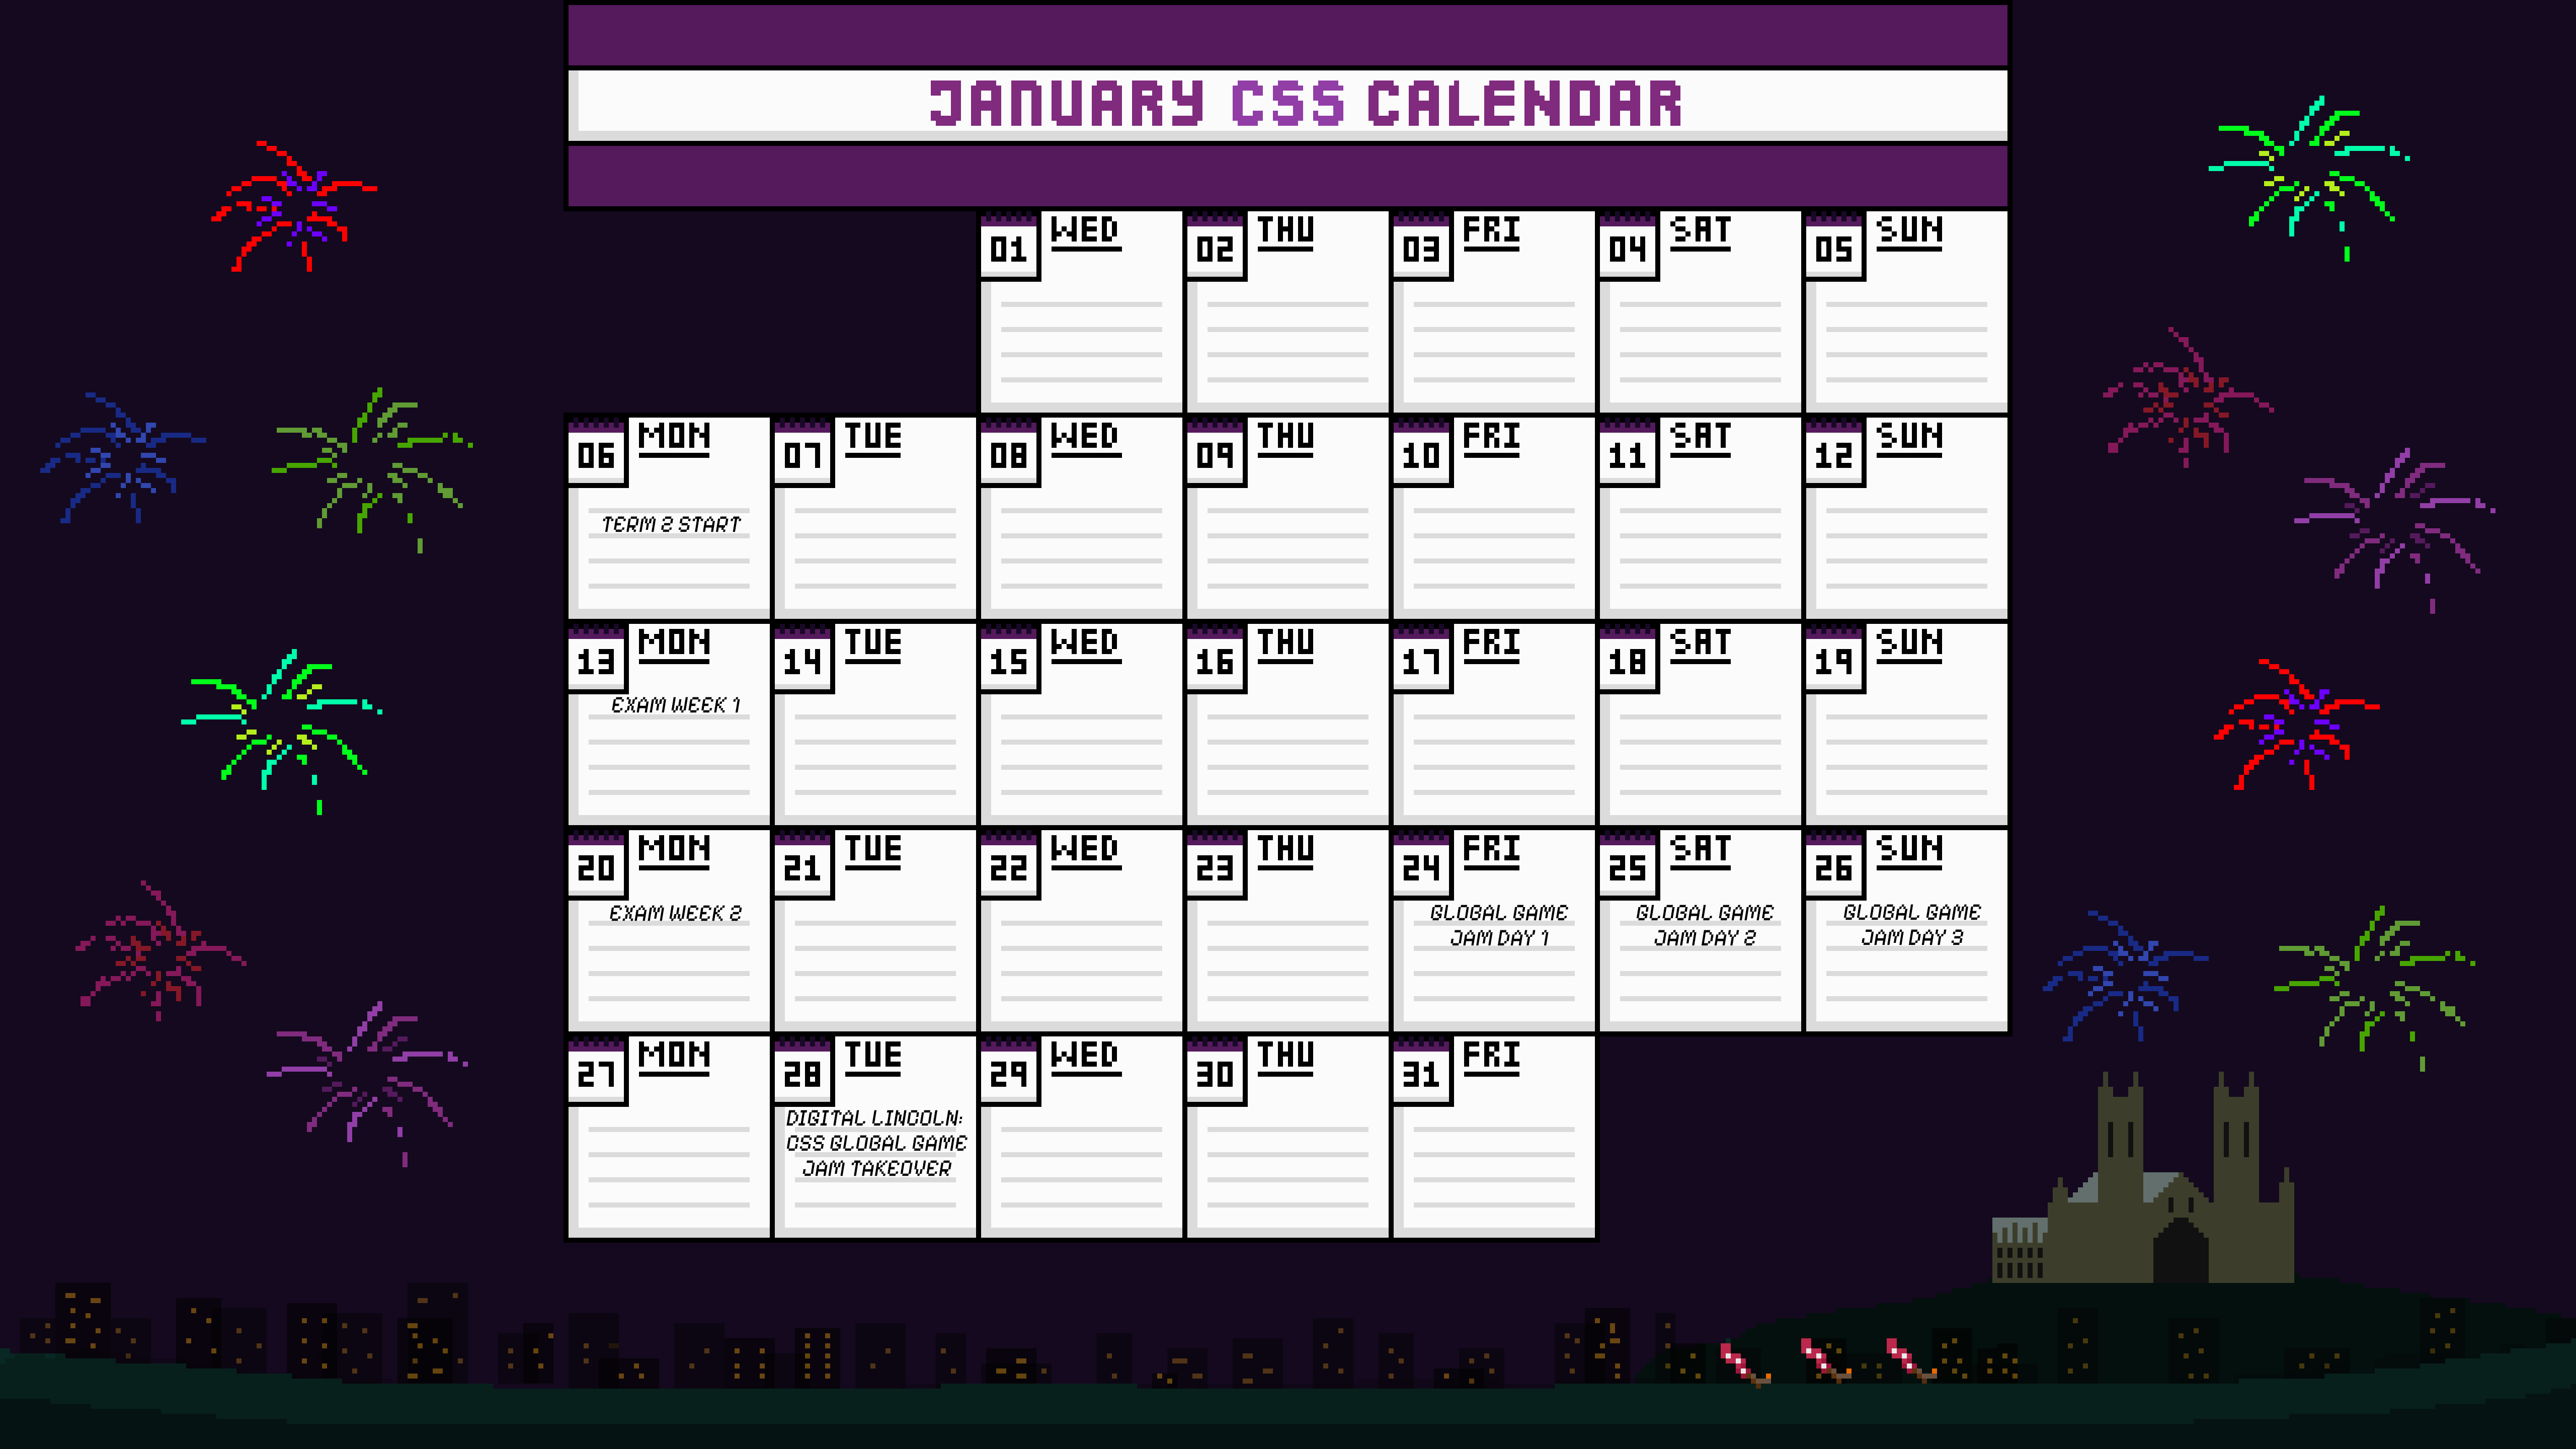 JANUARY CSS CALENDAR
01 WED
02 THU
03 FRI
04 SAT
05 SUN
06 MON
TERM 2 START
07 TUE
08 WED
09 THU
10 FRI
11 SAT
12 SUN
13 MON
EXAM WEEK 1
14 TUE
15 WED
16 THU
17 FRI
18 SAT
19 SUN
20 MON
EXAM WEEK 2
21 TUE
22 WED
23 THU
24 FRI
GLOBAL GAME
JAM DAY 1
25 SAT
GLOBAL GAME
JAM DAY 2
26 SUN
GLOBAL GAME
JAM DAY 3
27 MON
28 TUE
DIGITAL LINCOLN:
CSS GLOBAL GAME
JAM TAKEOVER
29 WED
30 THU
31 FRI